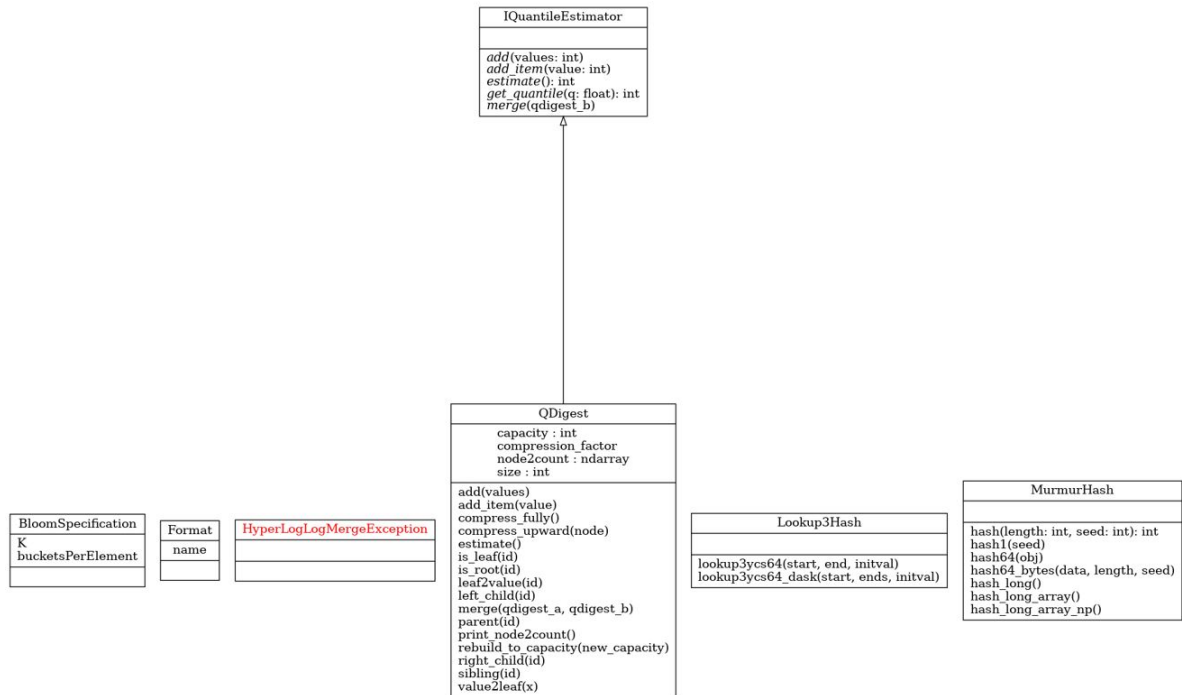 IQuantileEstimator
add(values: int)
add_item(value: int)
estimate(): int
get_quantile(q: float): int
merge(qdigest_b)
BloomSpecification
K
bucketsPerElement
Format
name
HyperLogLogMergeException
QDigest
capacity : int
compression_factor
node2count : ndarray
size : int
add(values)
add_item(value)
compress_fully()
compress_upward(node)
estimate()
is_leaf(id)
is_root(id)
leaf2value(id)
left_child(id)
merge(qdigest_a, qdigest_b)
parent(id)
print_node2count()
rebuild_to_capacity(new_capacity)
right_child(id)
sibling(id)
value2leaf(x)
Lookup3Hash
lookup3ycs64(start, end, initval)
lookup3ycs64_dask(start, ends, initval)
MurmurHash
hash(length: int, seed: int): int
hash1(seed)
hash64(obj)
hash64_bytes(data, length, seed)
hash_long()
hash_long_array()
hash_long_array_np()